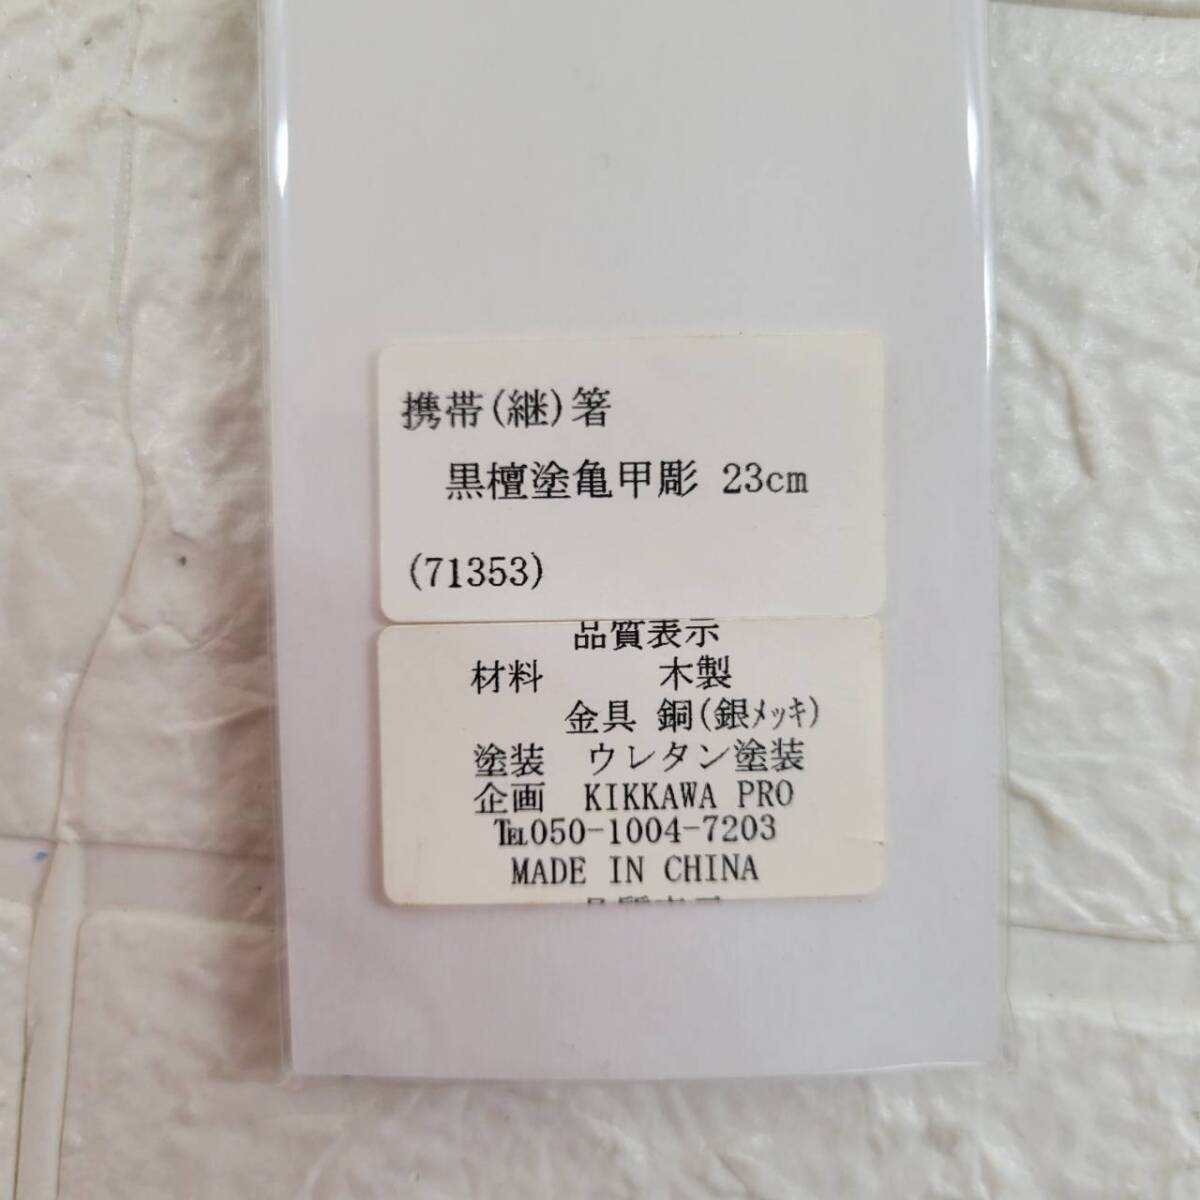 携帯(継)箸
黒檀塗亀甲彫 23cm
(71353)
品質表示
材料 木製
金具 銅(銀ﾒｯｷ)
塗装 ウレタン塗装
企画 KIKKAWA PRO
℡050-1004-7203
MADE IN CHINA